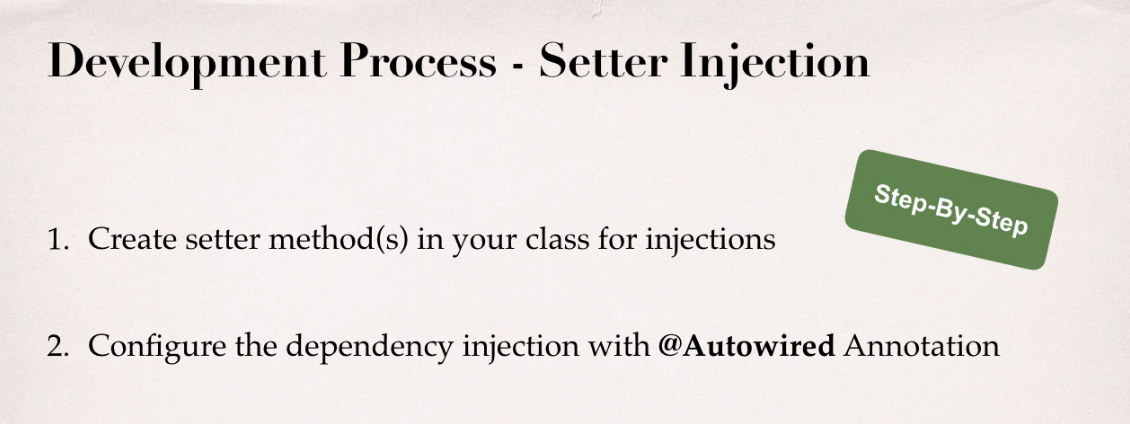 Development Process - Setter Injection
Step-By-Step
1. Create setter method(s) in your class for injections
2. Configure the dependency injection with @Autowired Annotation